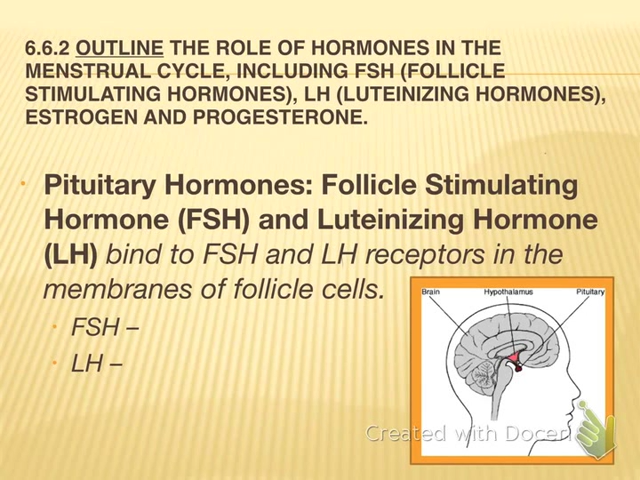 6.6.2 OUTLINE THE ROLE OF HORMONES IN THE
MENSTRUAL CYCLE, INCLUDING FSH (FOLLICLE
STIMULATING HORMONES), LH (LUTEINIZING HORMONES),
ESTROGEN AND PROGESTERONE.
Pituitary Hormones: Follicle Stimulating
Hormone (FSH) and Luteinizing Hormone
(LH) bind to FSH and LH receptors in the
membranes of follicle cells.
FSH –
LH –
Brain Hypothalamus Pituitary
Created with Doceri